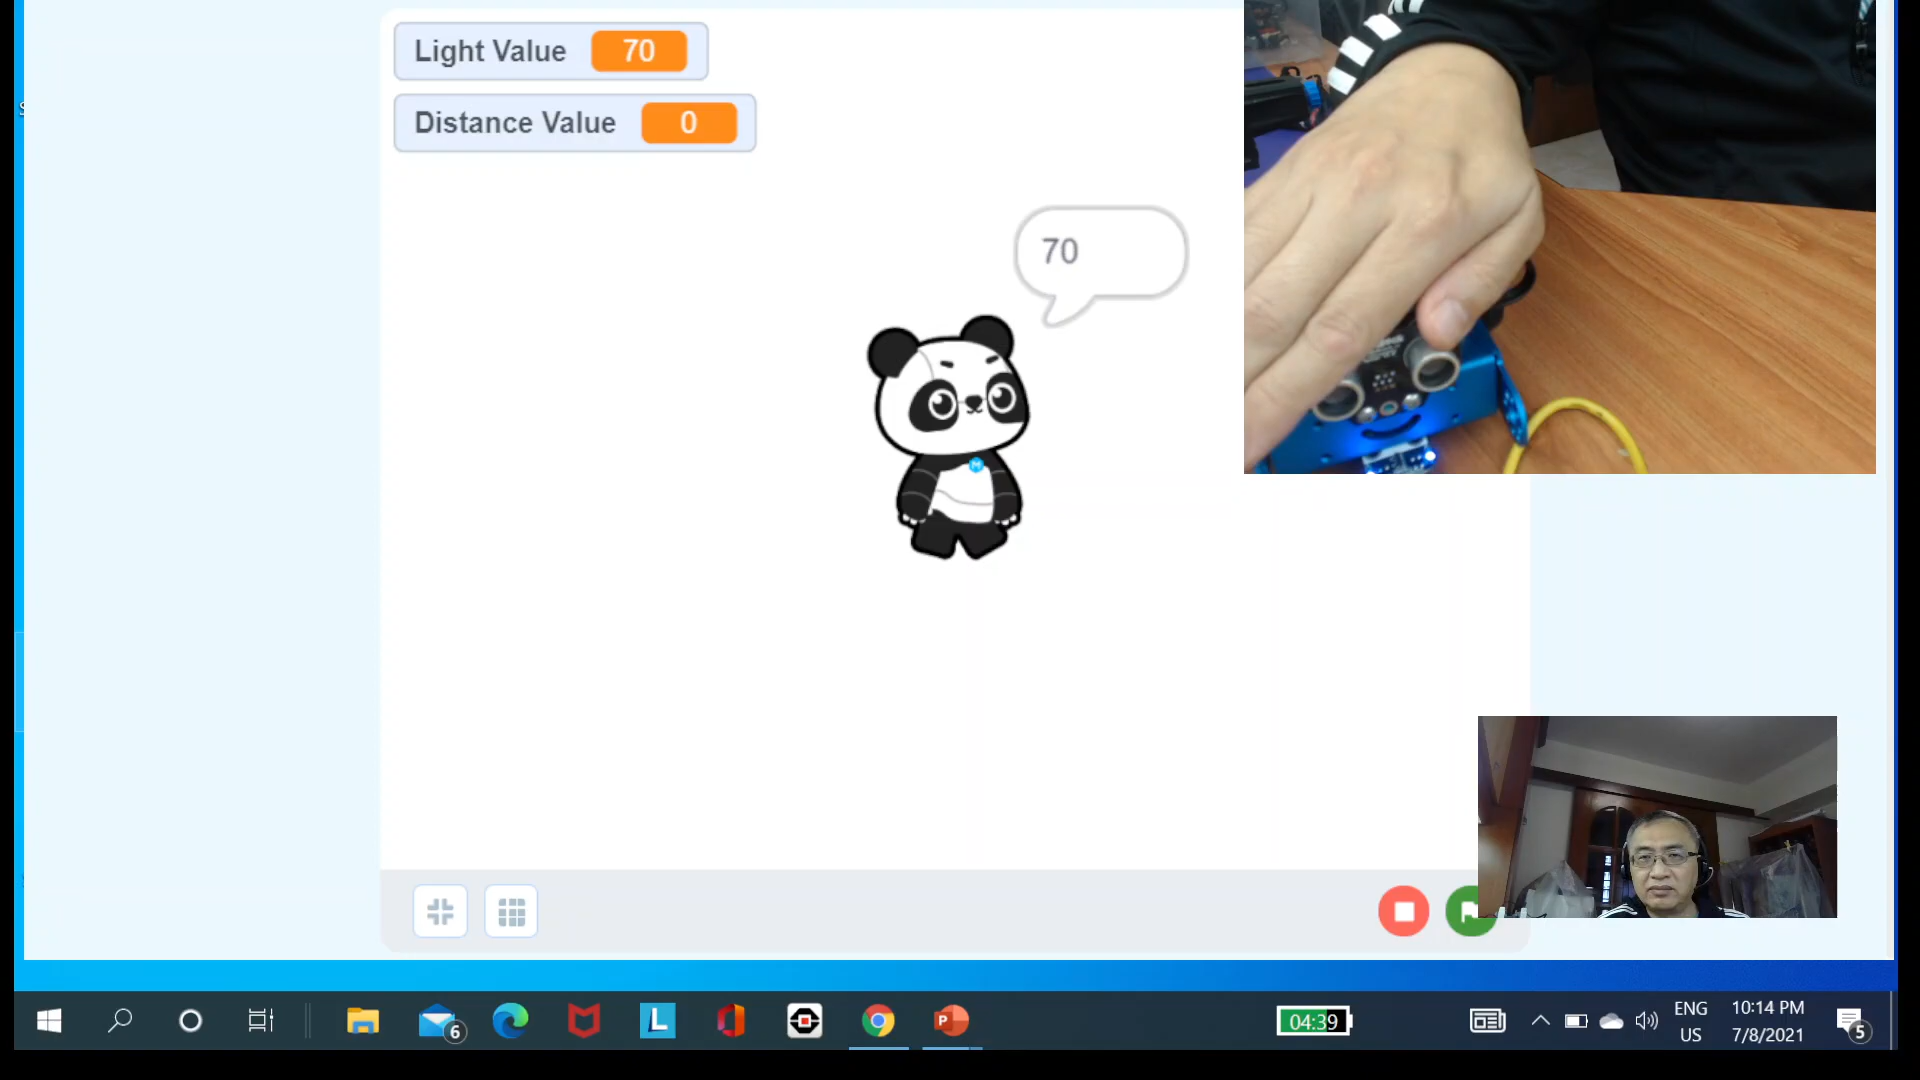 Light Value 70
Distance Value 0
70
M
L
P
6
04:39
ENG
US
10:14 PM
7/8/2021
5